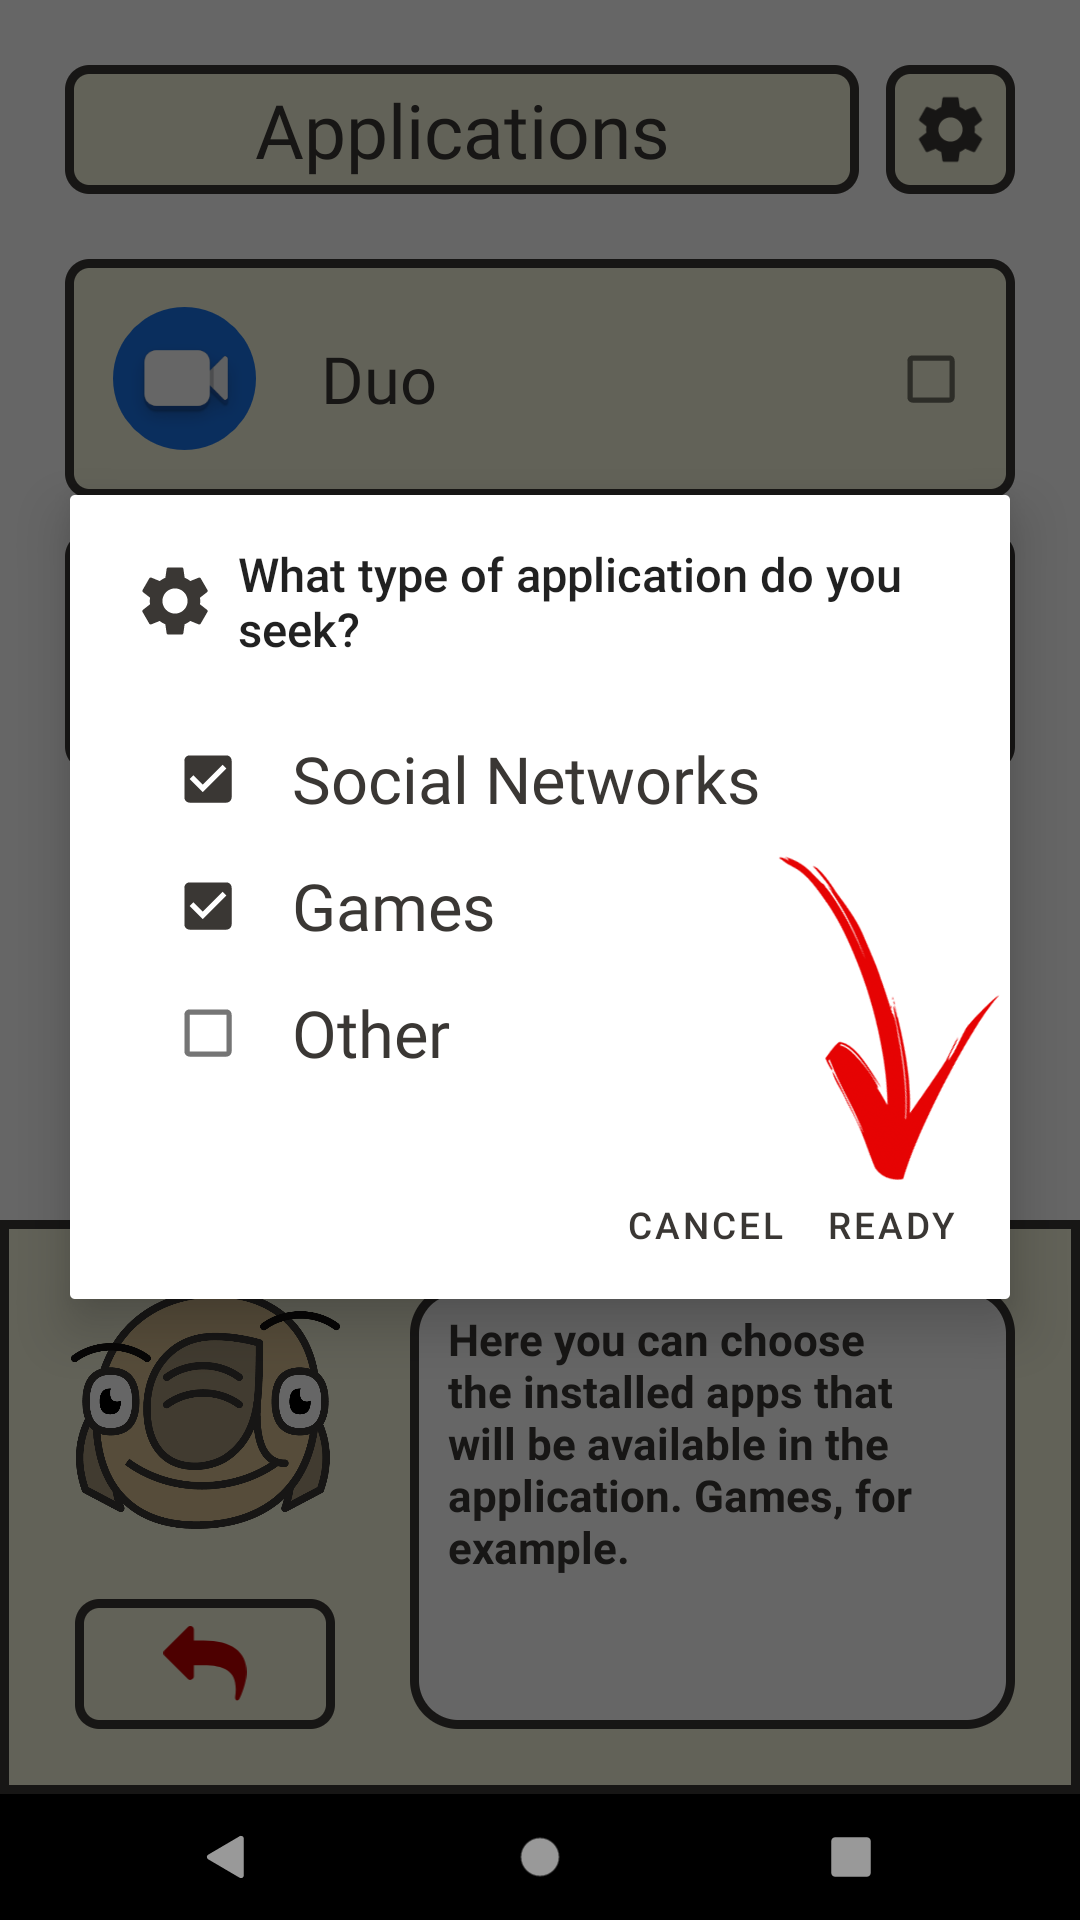 Applications
Duo
What type of application do you
seek?
Social Networks
Games
Other
CANCEL READY
Here you can choose
the installed apps that
will be available in the
application. Games, for
example.